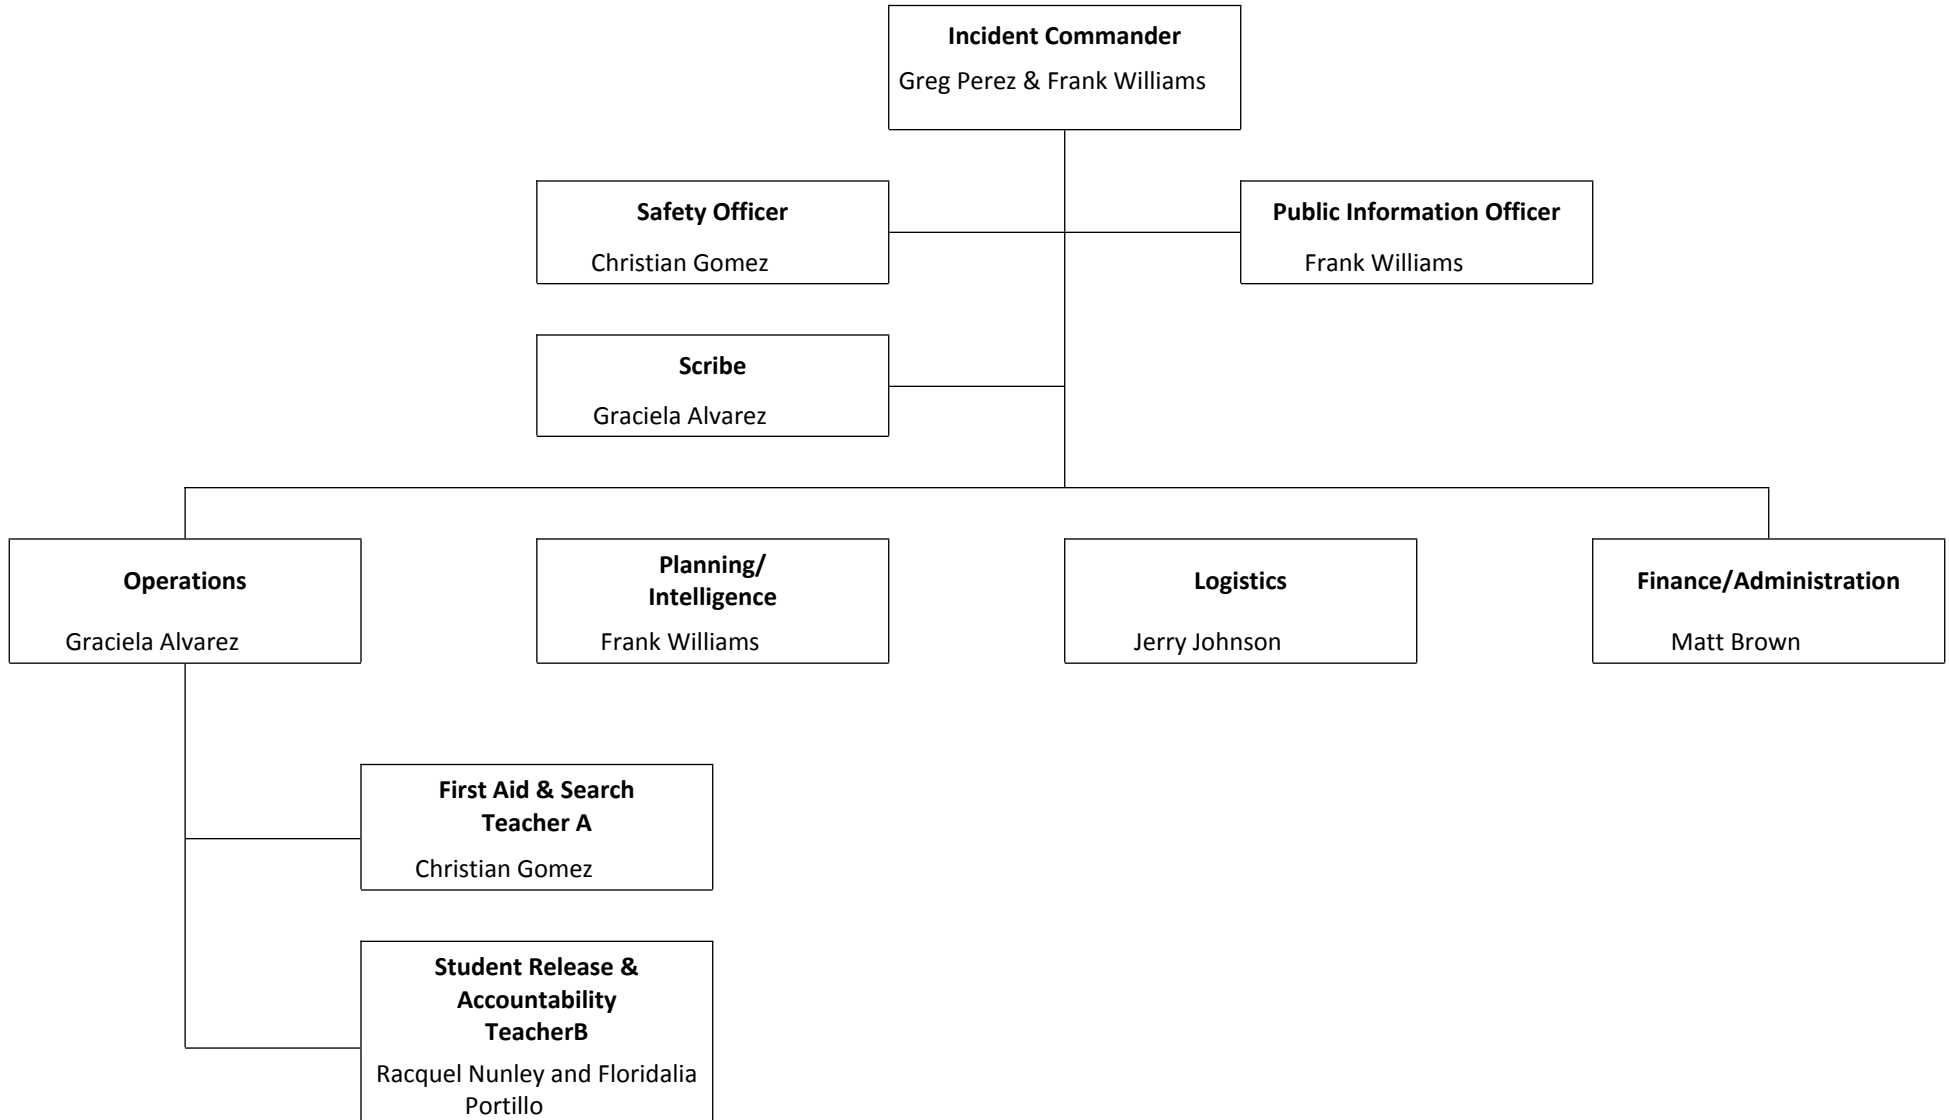 Incident Commander
Greg Perez & Frank Williams
Safety Officer
Christian Gomez
Public Information Officer
Frank Williams
Scribe
Graciela Alvarez
Operations
Graciela Alvarez
Planning/
Intelligence
Frank Williams
Logistics
Jerry Johnson
Finance/Administration
Matt Brown
First Aid & Search
Teacher A
Christian Gomez
Student Release &
Accountability
TeacherB
Racquel Nunley and Floridalia
Portillo